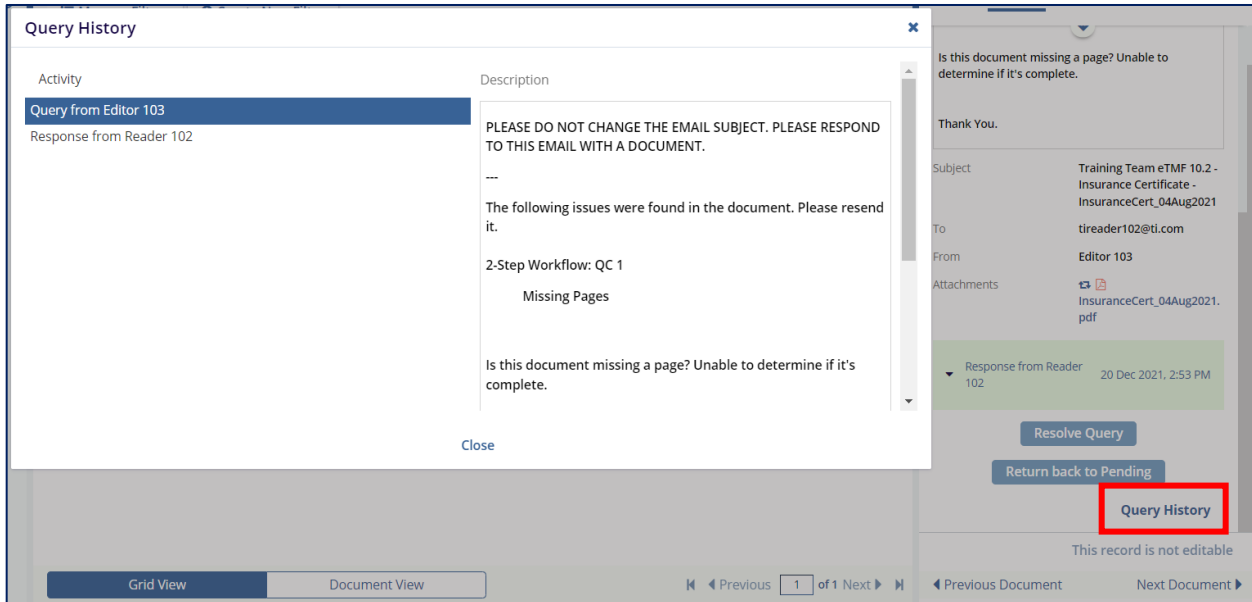 Query History
Activity
Query from Editor 103
Response from Reader 102
Description
PLEASE DO NOT CHANGE THE EMAIL SUBJECT. PLEASE RESPOND
TO THIS EMAIL WITH A DOCUMENT.
---
The following issues were found in the document. Please resend
it.
2-Step Workflow: QC 1
Missing Pages
Is this document missing a page? Unable to determine if it's
complete.
Close
Is this document missing a page? Unable to
determine if it's complete.
Thank You.
Subject
Training Team eTMF 10.2 -
Insurance Certificate -
InsuranceCert_04Aug2021
To
tireader102@ti.com
From
Editor 103
Attachments
InsuranceCert_04Aug2021.
pdf
Response from Reader
102
20 Dec 2021, 2:53 PM
Resolve Query
Return back to Pending
Query History
This record is not editable
Grid View
Document View
Previous 1 of 1 Next
Previous Document
Next Document